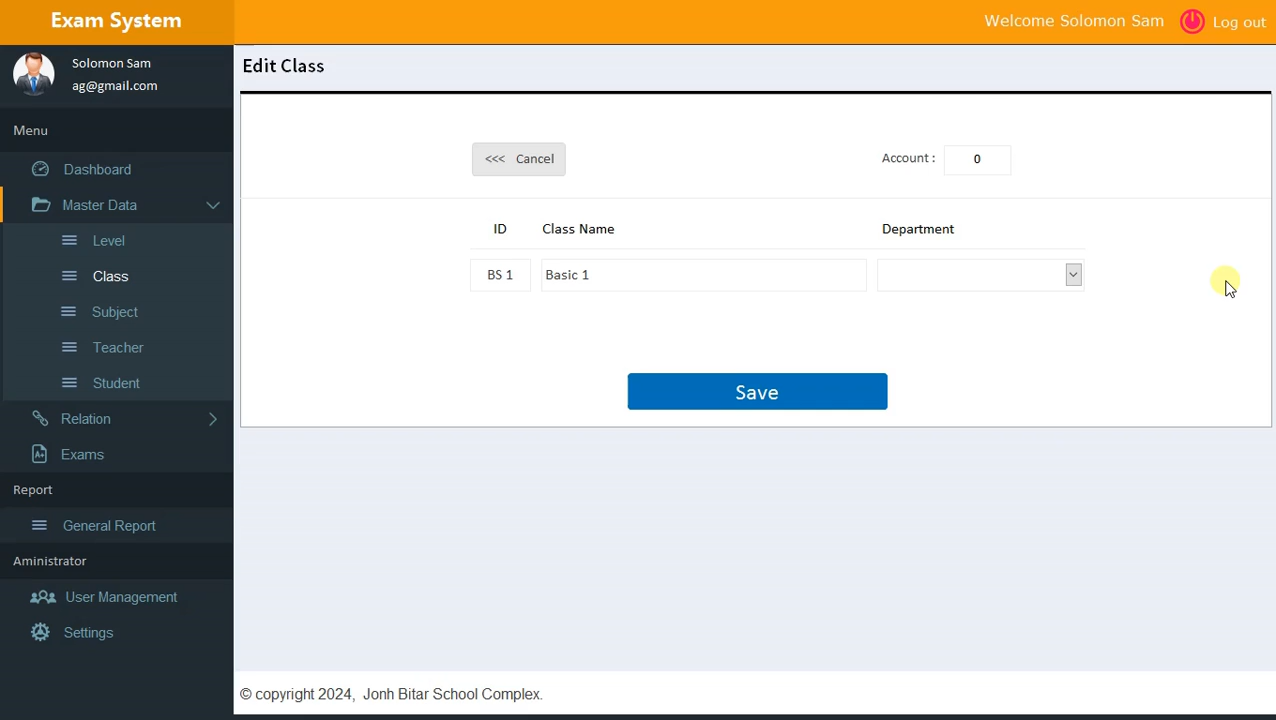 Exam System
Welcome Solomon Sam
Log out
Solomon Sam
ag@gmail.com
Edit Class
Menu
<<< Cancel
Account :
0
Dashboard
Master Data
Level
Class
Subject
Teacher
Student
Relation
Exams
ID
Class Name
Department
BS 1
Basic 1
Save
Report
General Report
Aministrator
User Management
Settings
© copyright 2024, Jonh Bitar School Complex.